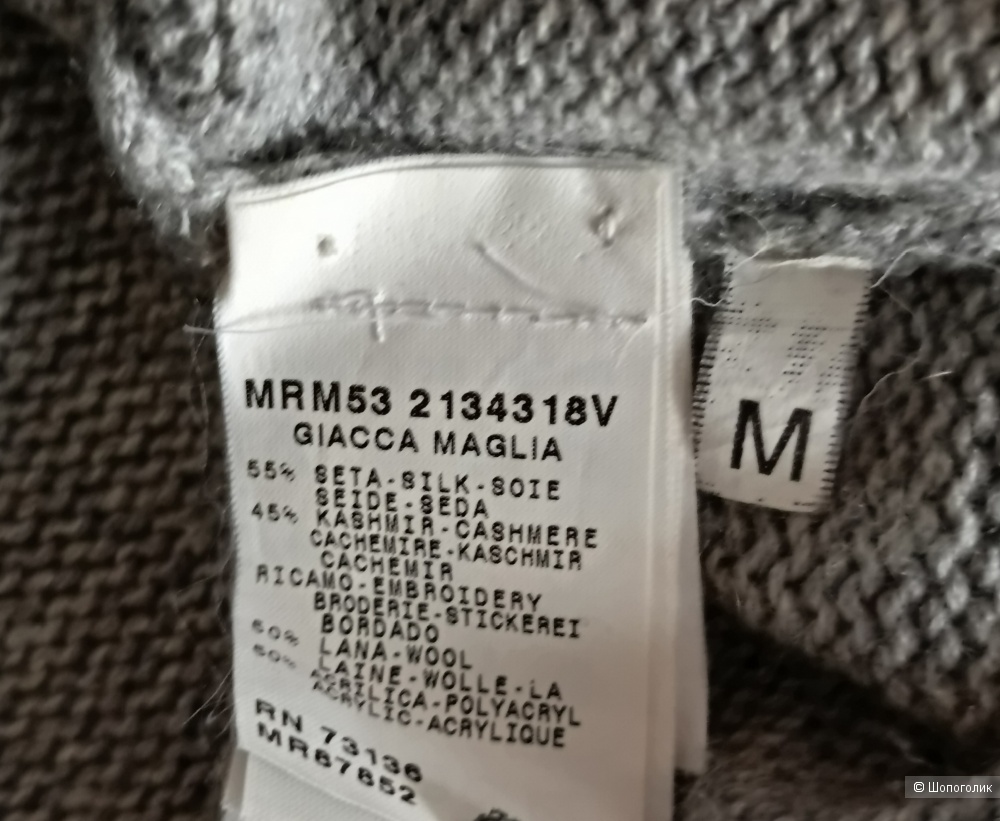 MRM53 2134318V
GIACCA MAGLIA
55% SETA-SILK-SOIE
SEIDE-SEDA
45% KASHMIR-CASHMERE
CACHEMIRE-KASCHMIR
CACHEMIR
RICAMO-EMBROIDERY
BRODERIE-STICKEREI
BORDADO
LANA-WOOL
LAINE-WOLLE-LA
ACRILICA-POLYACRYL
ACRYLIC-ACRYLIQUE
RN 73136
MR67652
M
© Шопоголик